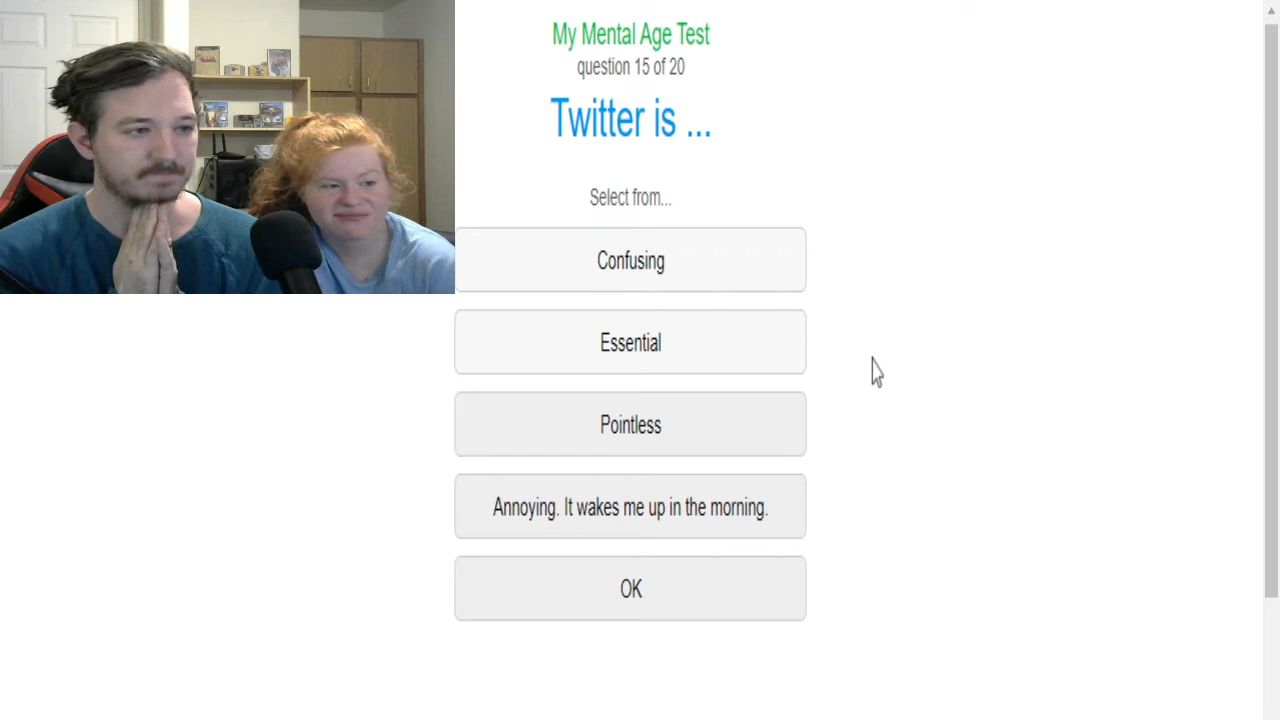 My Mental Age Test
question 15 of 20
Twitter is ...
Select from...
Confusing
Essential
Pointless
Annoying. It wakes me up in the morning.
OK